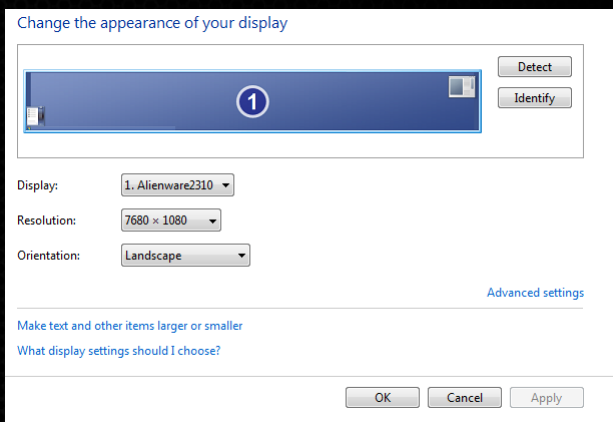 Change the appearance of your display
1
Detect
Identify
Display: 1. Alienware2310
Resolution: 7680 × 1080
Orientation: Landscape
Advanced settings
Make text and other items larger or smaller
What display settings should I choose?
OK Cancel Apply